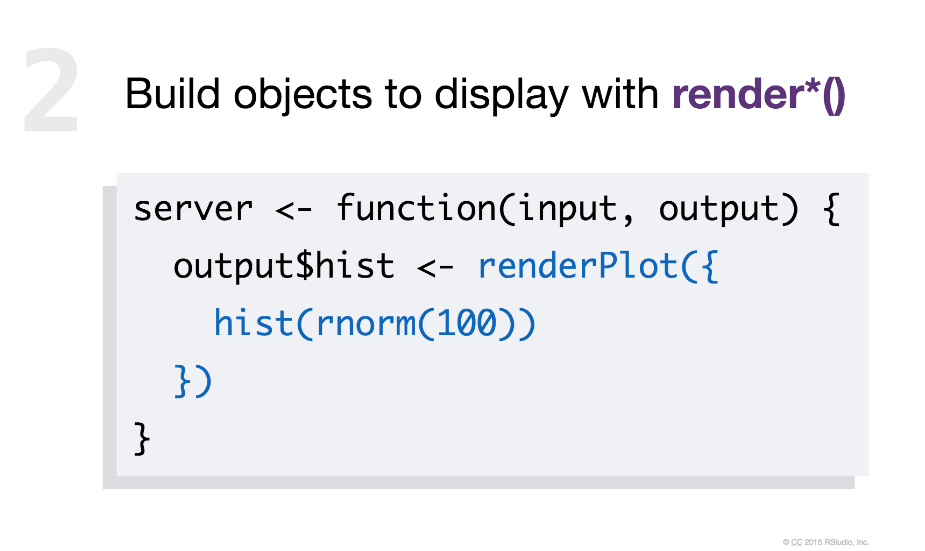 2
Build objects to display with render*()
server <- function(input, output) {
  output$hist <- renderPlot({
    hist(rnorm(100))
  })
}
© CC 2015 RStudio, Inc.